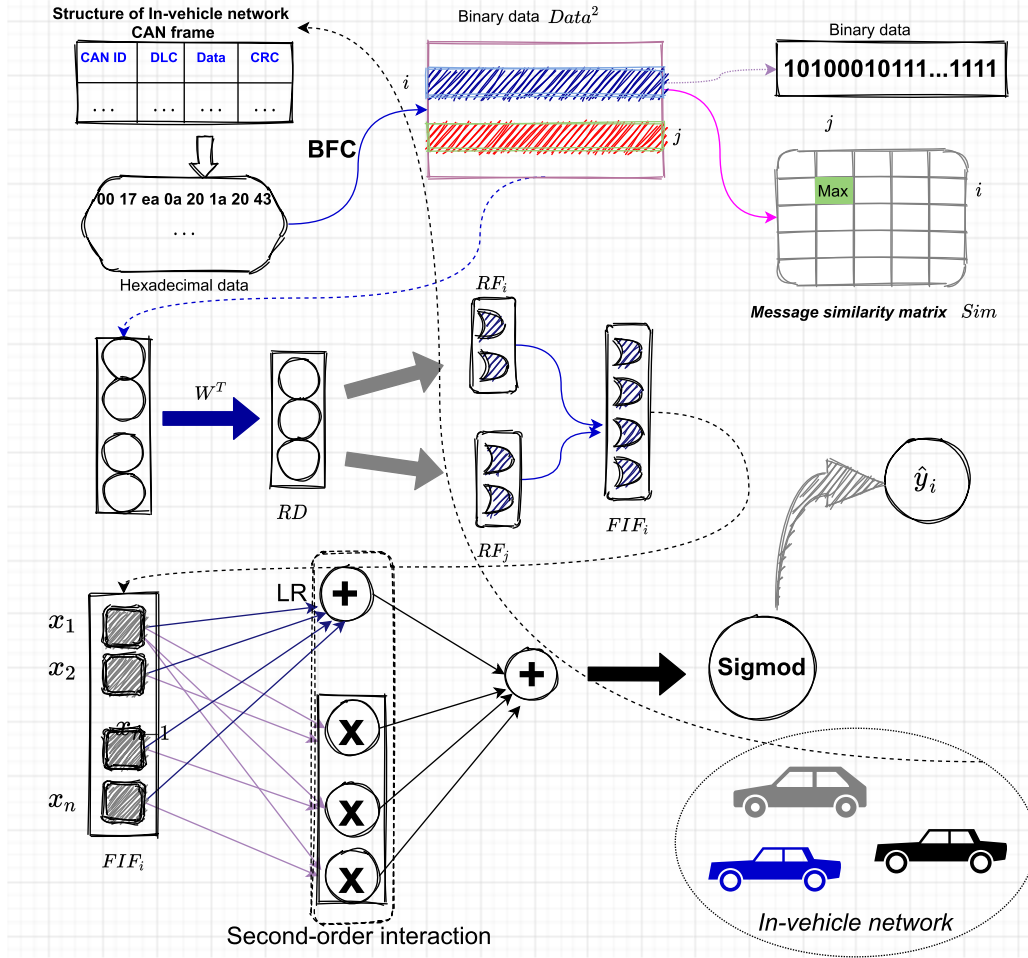 Structure of In-vehicle network
CAN frame
CAN ID DLC Data CRC
... ... ... ...
00 17 ea 0a 20 1a 20 43
...
Hexadecimal data
BFC
Binary data Data²
i
j
Binary data
10100010111...1111
j
Max
i
Message similarity matrix Sim
W^T
RD
RF_i
RF_j
FIF_i
ŷ_i
x_1
x_2
x_{n-1}
x_n
FIF_i
LR
+
+
x
x
x
Second-order interaction
Sigmod
In-vehicle network